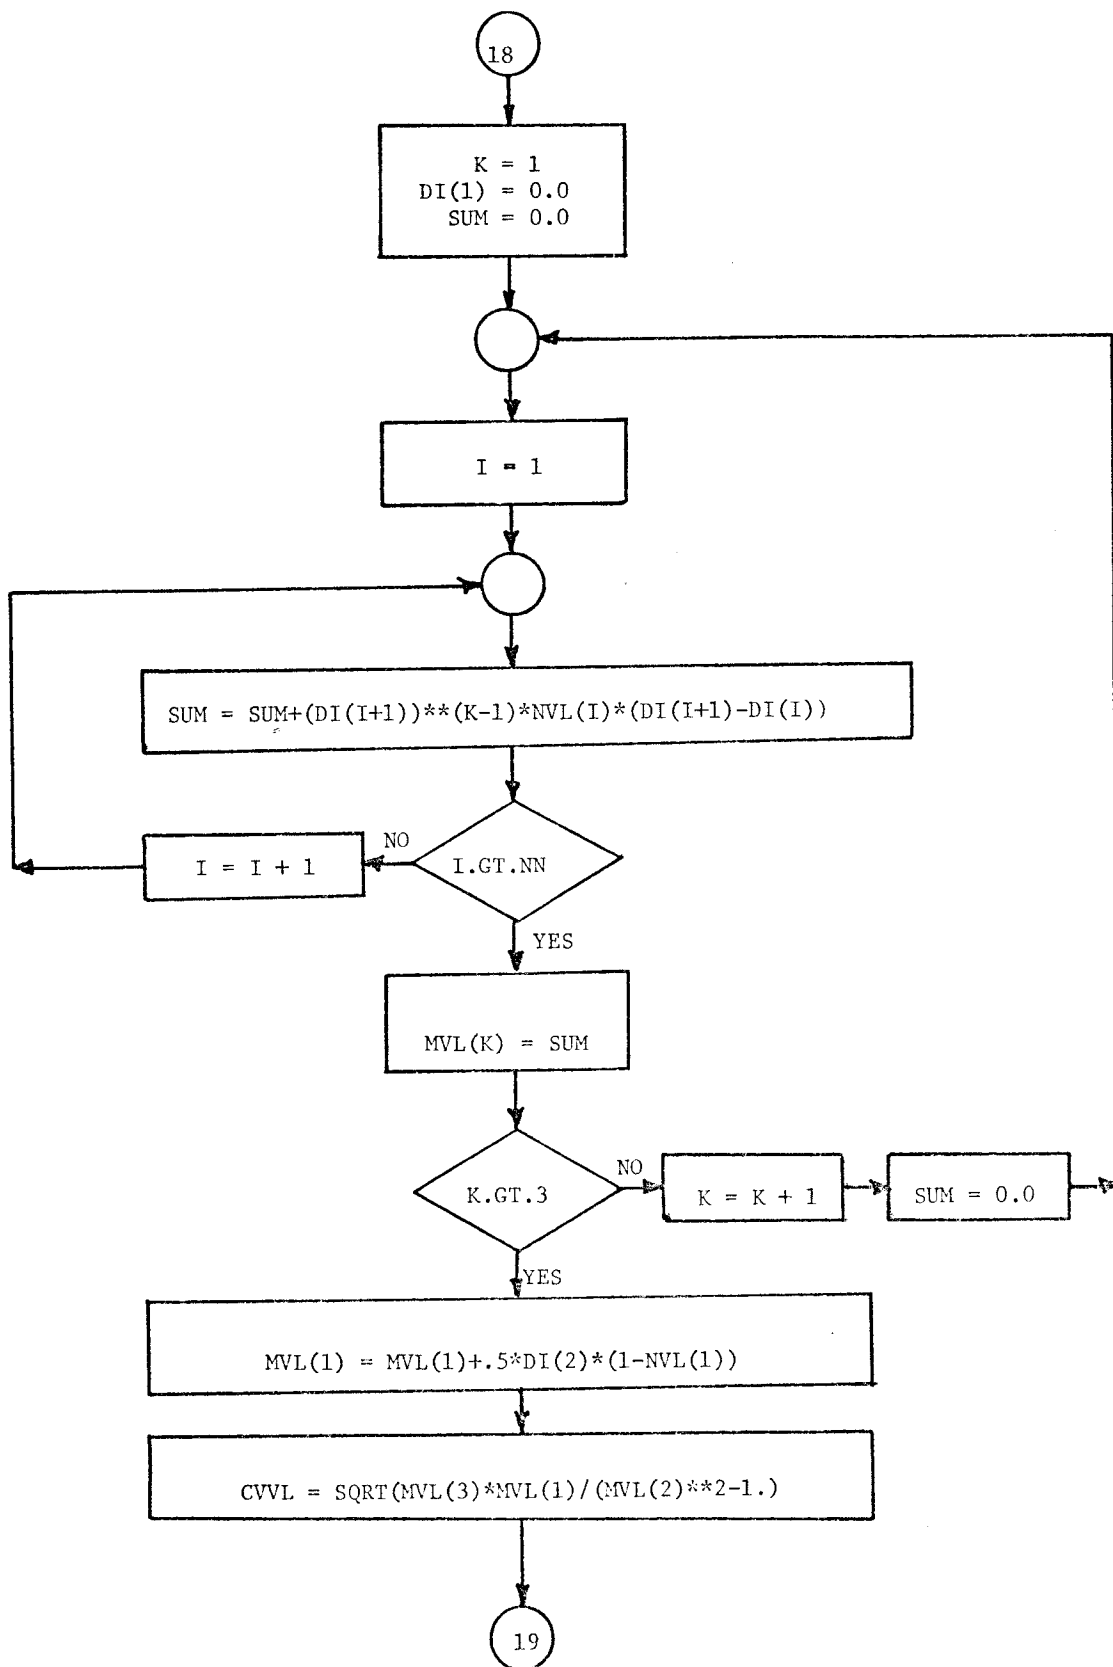 18
K = 1
DI(1) = 0.0
SUM = 0.0
I = 1
SUM = SUM+(DI(I+1))**(K-1)*NVL(I)*(DI(I+1)-DI(I))
NO
I = I + 1
I.GT.NN
YES
MVL(K) = SUM
K.GT.3
NO
K = K + 1
SUM = 0.0
YES
MVL(1) = MVL(1)+.5*DI(2)*(1-NVL(1))
CVVL = SQRT(MVL(3)*MVL(1)/(MVL(2)**2-1.)
19